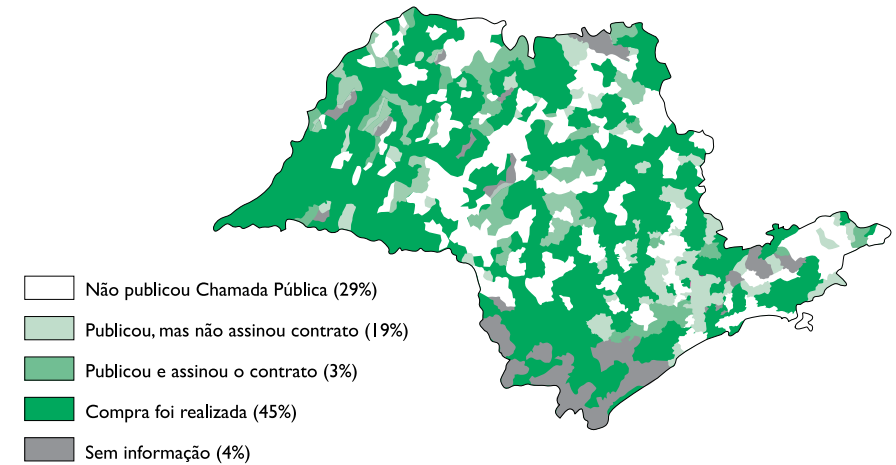 Não publicou Chamada Pública (29%)
Publicou, mas não assinou contrato (19%)
Publicou e assinou o contrato (3%)
Compra foi realizada (45%)
Sem informação (4%)